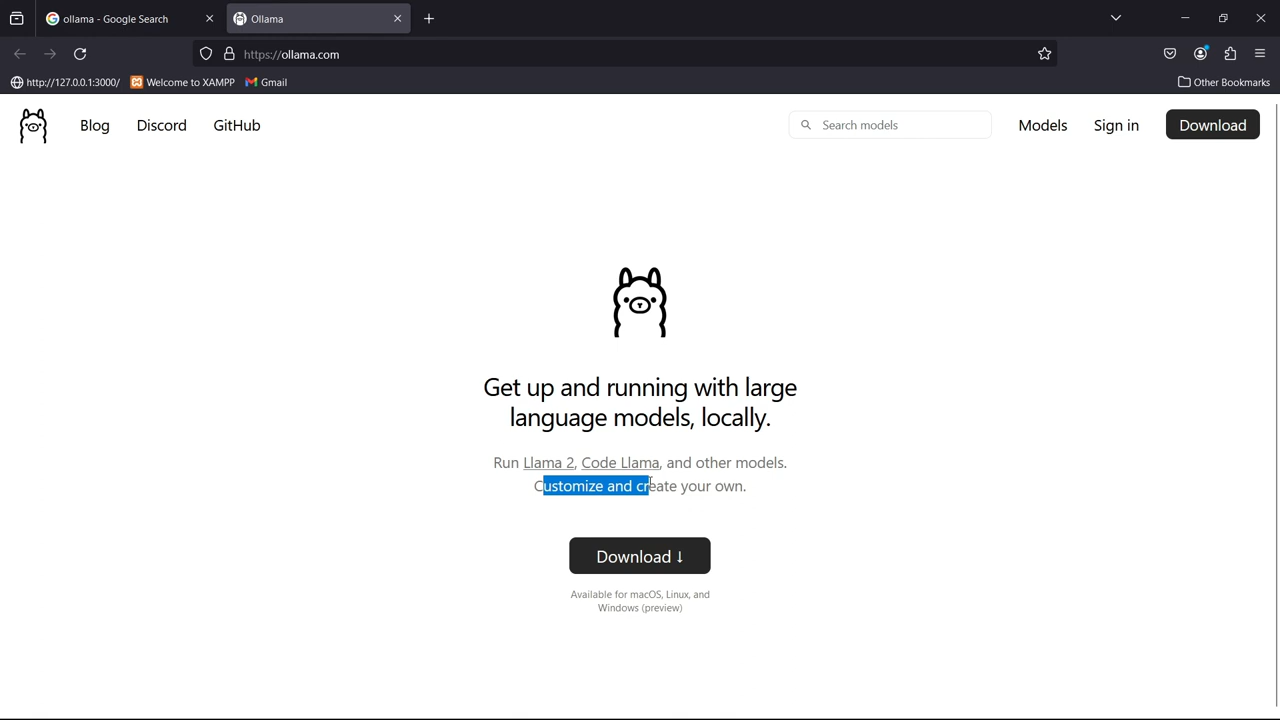 ollama - Google Search
Ollama
https://ollama.com
http://127.0.0.1:3000/
Welcome to XAMPP
Gmail
Other Bookmarks
Blog
Discord
GitHub
Search models
Models
Sign in
Download
Get up and running with large
language models, locally.
Run Llama 2, Code Llama, and other models.
Customize and create your own.
Download ↓
Available for macOS, Linux, and
Windows (preview)